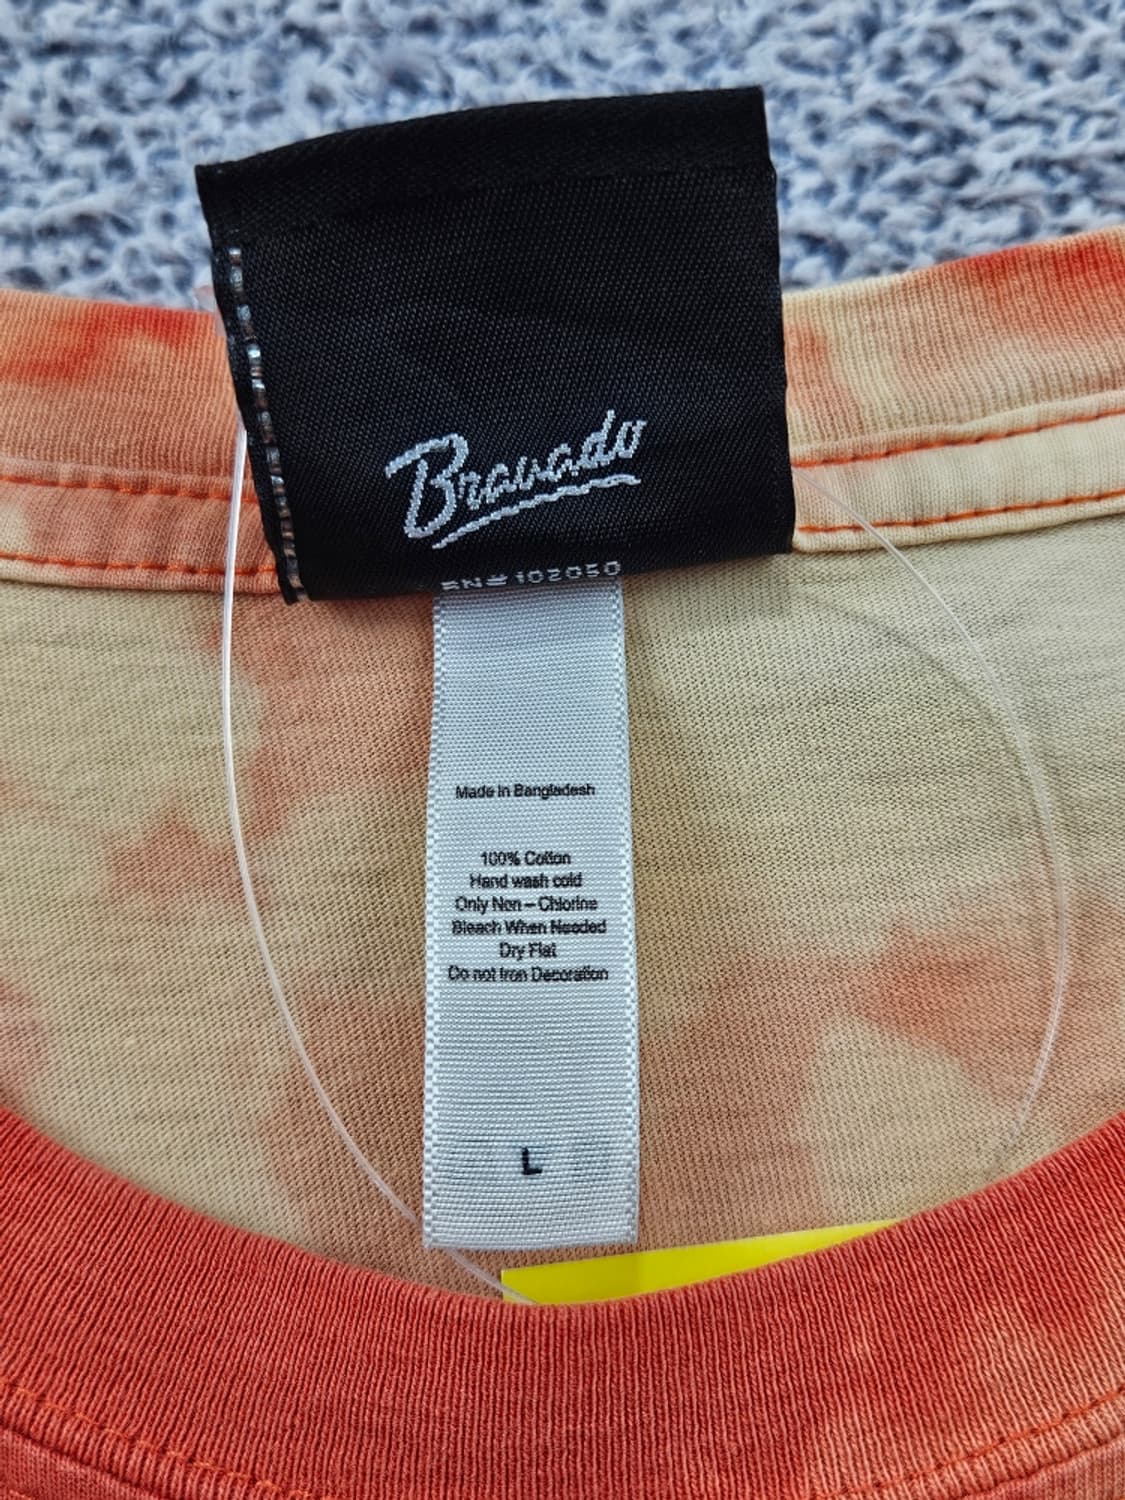 Bravado
RN# 102050
Made in Bangladesh
100% Cotton
Hand wash cold
Only Non – Chlorine
Bleach When Needed
Dry Flat
Do not Iron Decoration
L